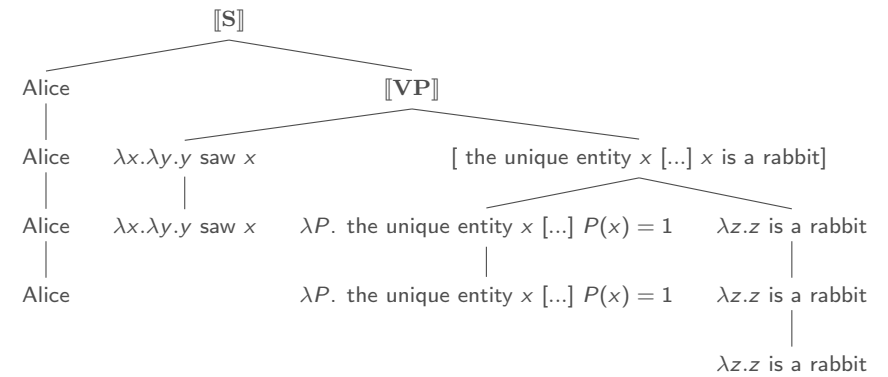 ⟦S⟧
Alice ⟦VP⟧
Alice λx.λy.y saw x [ the unique entity x [...] x is a rabbit]
Alice λx.λy.y saw x λP. the unique entity x [...] P(x) = 1 λz.z is a rabbit
Alice λP. the unique entity x [...] P(x) = 1 λz.z is a rabbit
λz.z is a rabbit